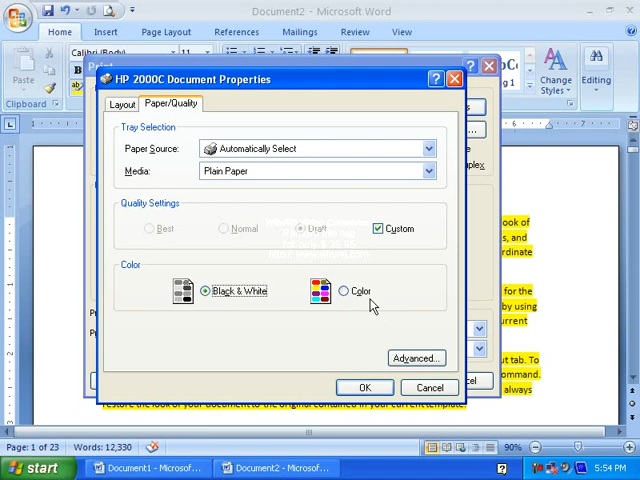 Document2 - Microsoft Word
Home Insert Page Layout References Mailings Review View
Calibri (Body) 11
Paste
B
Clipboard
Change Styles
Editing
Print
HP 2000C Document Properties
Layout Paper/Quality
Tray Selection
Paper Source: Automatically Select
Media: Plain Paper
Quality Settings
Best Normal Draft Custom
Color
Black & White Color
Advanced...
OK Cancel
ook of
s, and
ordinate
for the
by using
urrent
ut tab. To
ommand.
always
restore the look of your document to the original contained in your current template.
Page: 1 of 23 Words: 12,330 90%
start Document1 - Microsof... Document2 - Microsof... 5:54 PM